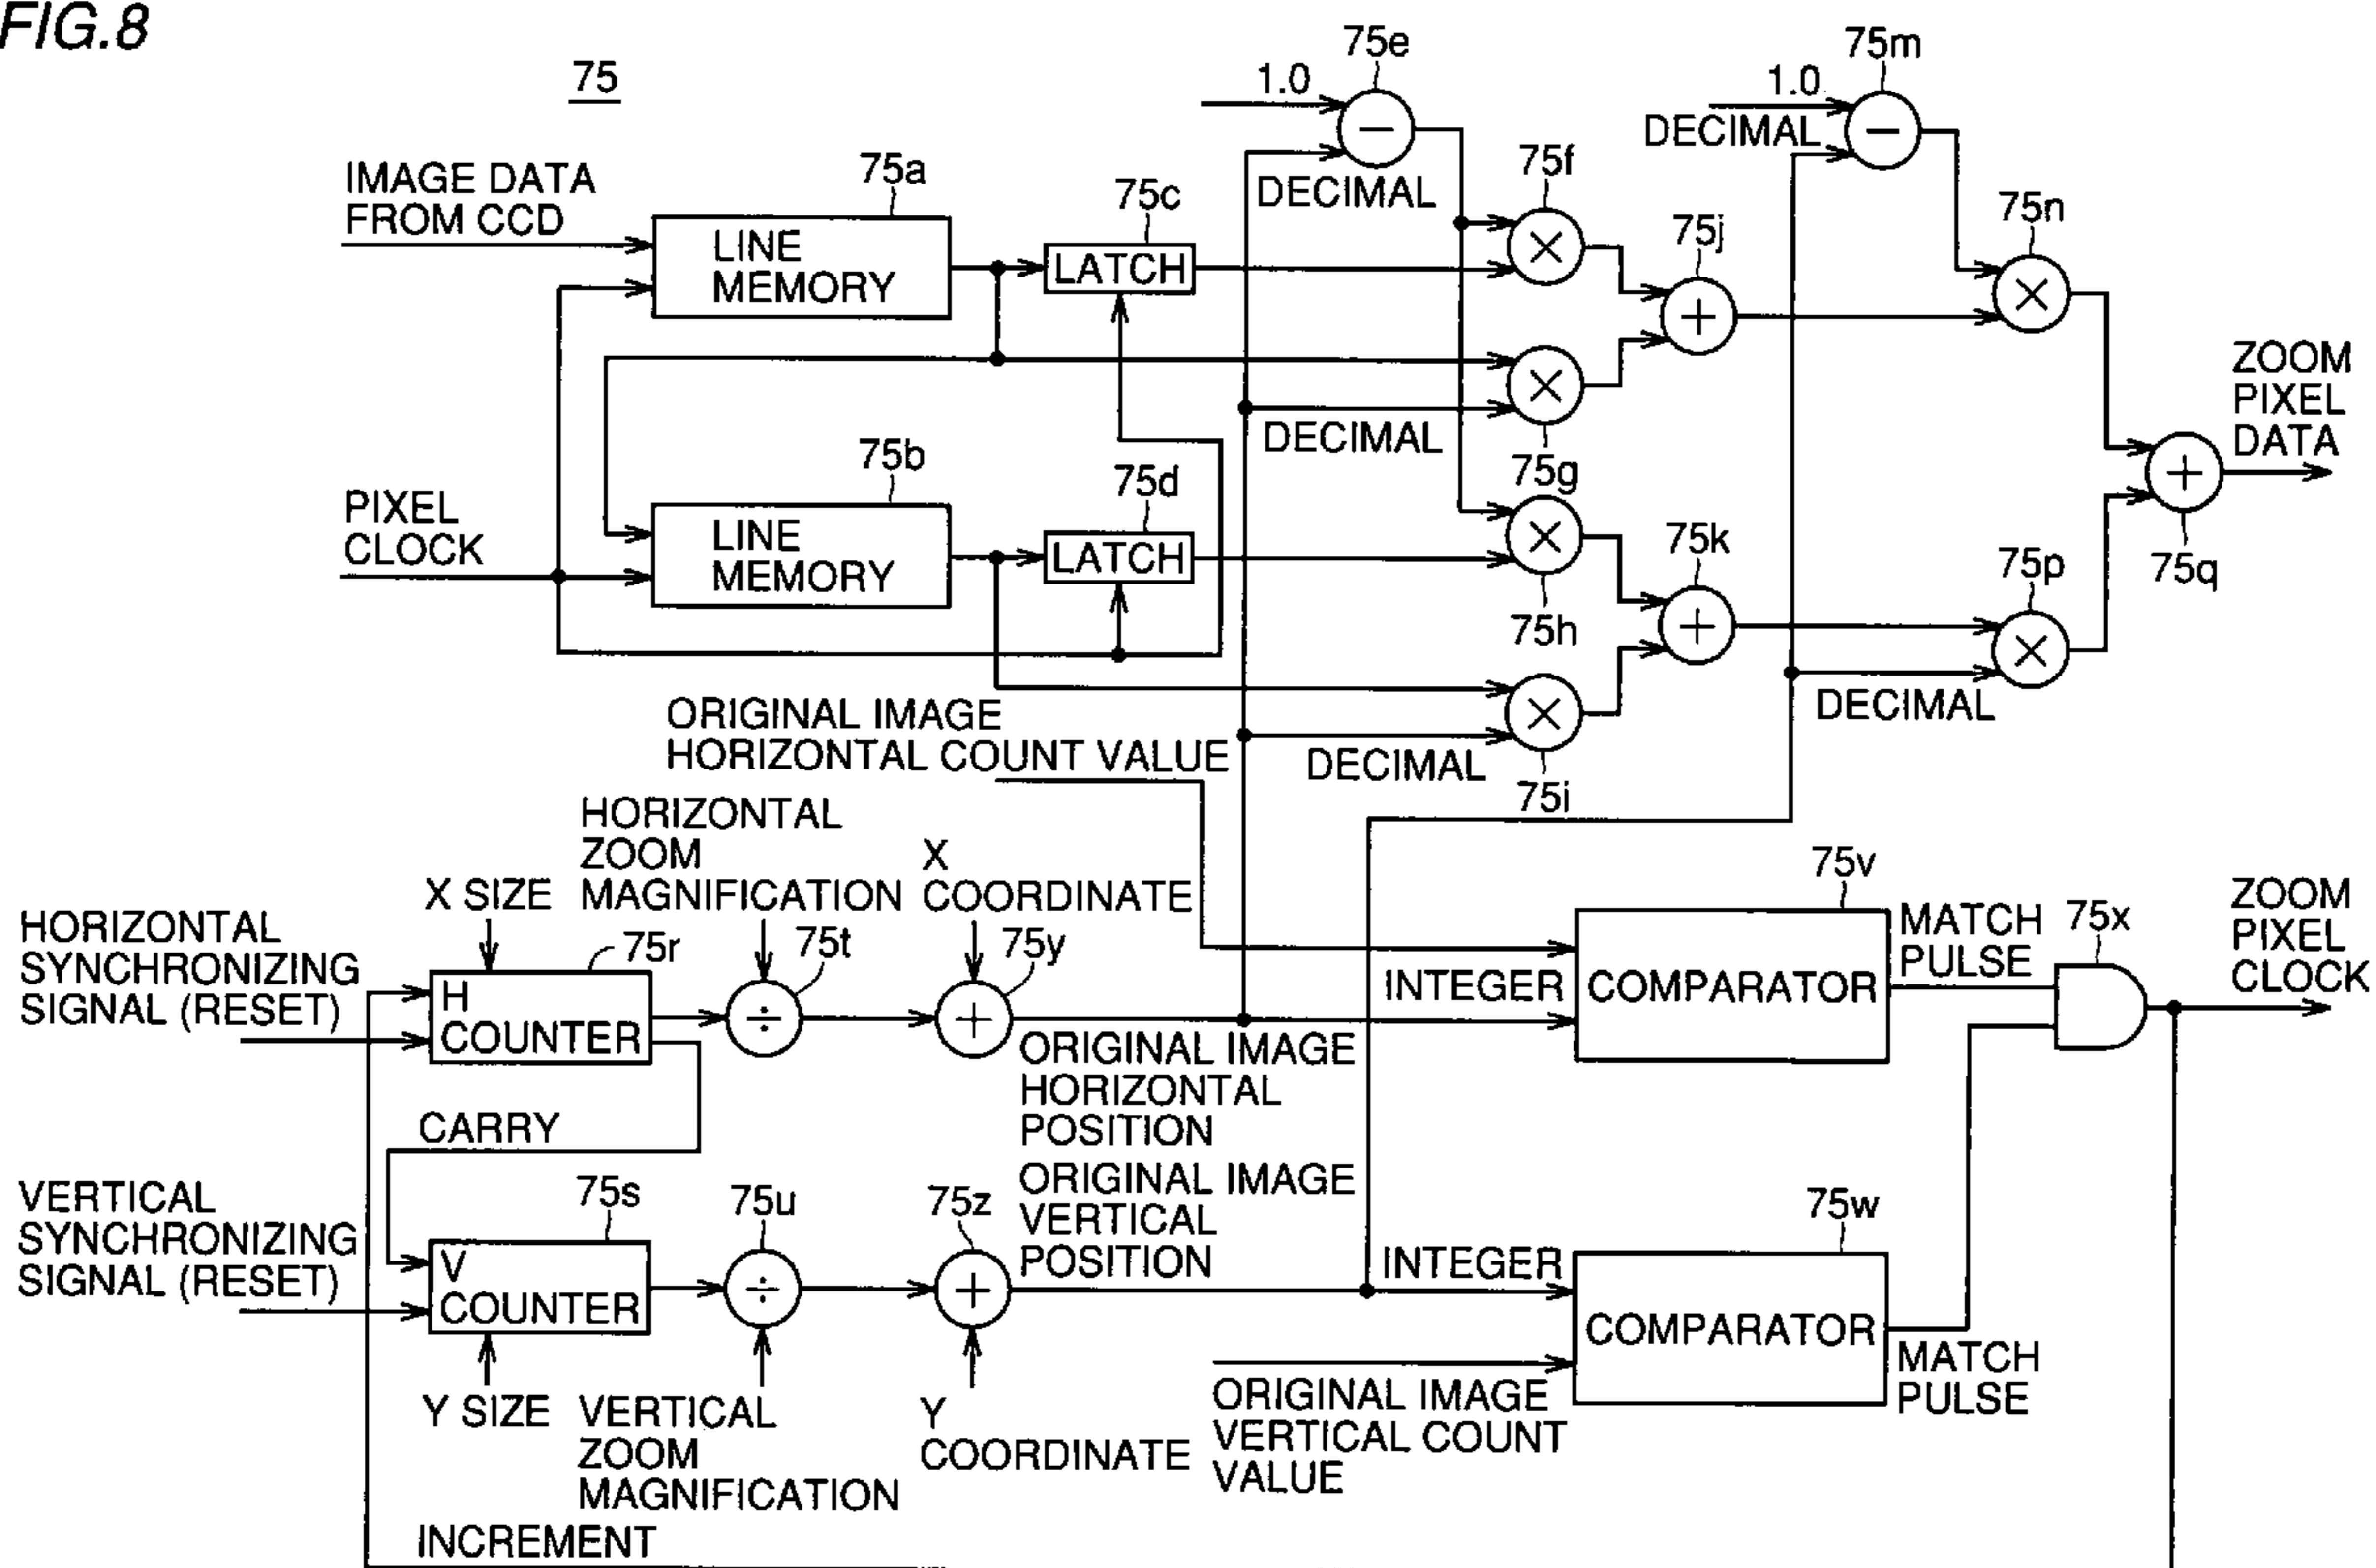 FIG.8
75
75e
75m
1.0
1.0
DECIMAL
IMAGE DATA
FROM CCD
75a
75c
DECIMAL
75f
75n
LINE
MEMORY
LATCH
×
75j
×
+
ZOOM
PIXEL
DATA
×
DECIMAL
75g
75b
75d
+
75q
PIXEL
CLOCK
LINE
MEMORY
LATCH
×
75h
75k
+
75p
×
DECIMAL
×
DECIMAL
75i
ORIGINAL IMAGE
HORIZONTAL COUNT VALUE
HORIZONTAL
ZOOM
MAGNIFICATION
X SIZE
X
COORDINATE
75v
HORIZONTAL
SYNCHRONIZING
SIGNAL (RESET)
75r
75t
75y
H
COUNTER
÷
+
INTEGER
COMPARATOR
MATCH
PULSE
75x
ZOOM
PIXEL
CLOCK
ORIGINAL IMAGE
HORIZONTAL
POSITION
CARRY
VERTICAL
SYNCHRONIZING
SIGNAL (RESET)
75s
75u
75z
ORIGINAL IMAGE
VERTICAL
POSITION
75w
V
COUNTER
÷
+
INTEGER
COMPARATOR
MATCH
PULSE
Y SIZE
VERTICAL
ZOOM
MAGNIFICATION
Y
COORDINATE
ORIGINAL IMAGE
VERTICAL COUNT
VALUE
INCREMENT